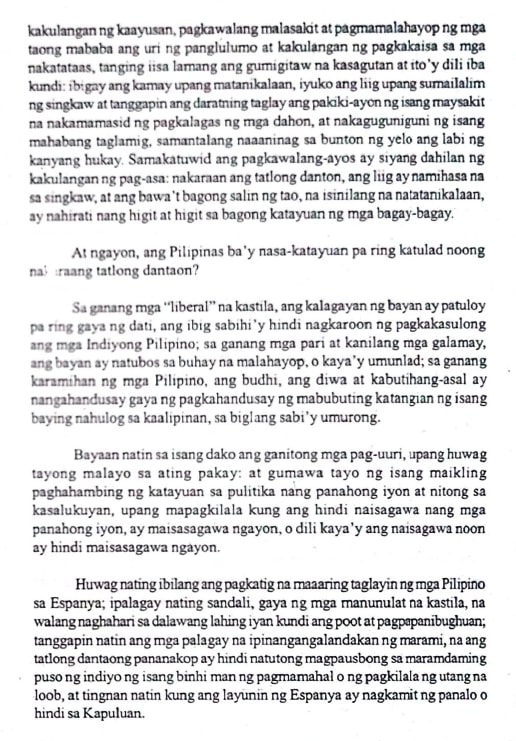 kakulangan ng kaayusan, pagkawalang malasakit at pagmamalahayop ng mga
taong mababa ang uri ng panglulumo at kakulangan ng pagkakaisa sa mga
nakatataas, tanging iisa lamang ang gumigitaw na kasagutan at ito'y dili iba
kundi: ibigay ang kamay upang matanikalaan, iyuko ang liig upang sumailalim
ng singkaw at tanggapin ang daratning taglay ang pakiki-ayon ng isang maysakit
na nakamamasid ng pagkalagas ng mga dahon, at nakaguguniguni ng isang
mahabang taglamig, samantalang naaaninag sa bunton ng yelo ang labi ng
kanyang hukay. Samakatuwid ang pagkawalang-ayos ay siyang dahilan ng
kakulangan ng pag-asa: nakaraan ang tatlong danton, ang liig ay namihasa na
sa singkaw, at ang bawa't bagong salin ng tao, na isinilang na natatanikalaan,
ay nahirati nang higit at higit sa bagong katayuan ng mga bagay-bagay.
At ngayon, ang Pilipinas ba'y nasa-katayuan pa ring katulad noong
tatlong dantaon?
Sa ganang mga "liberal" na kastila, ang kalagayan ng bayan ay patuloy
pa ring gaya ng dati, ang ibig sabihi'y hindi nagkaroon ng pagkakasulong
ang mga Indiyong Pilipino; sa ganang mga pari at kanilang mga galamay,
ang bayan ay natubos sa buhay na malahayop, o kaya'y umunlad; sa ganang
karamihan ng mga Pilipino, ang budhi, ang diwa at kabutihang-asal ay
nangahandusay gaya ng pagkahandusay ng mabubuting katangian ng isang
baying nahulog sa kaalipinan, sa biglang sabi'y umurong.
Bayaan natin sa isang dako ang ganitong mga pag-uuri, upang huwag
tayong malayo sa ating pakay: at gumawa tayo ng isang maikling
paghahambing ng katayuan sa pulitika nang panahong iyon at nitong sa
kasalukuyan, upang mapagkilala kung ang hindi naisagawa nang mga
panahong iyon, ay maisasagawa ngayon, o dili kaya'y ang naisagawa noon
ay hindi maisasagawa ngayon.
Huwag nating ibilang ang pagkatig na maaaring taglayin ng mga Pilipino
sa Espanya; ipalagay nating sandali, gaya ng mga manunulat na kastila, na
walang naghahari sa dalawang lahing iyan kundi ang poot at pagpapanibughuan;
tanggapin natin ang mga palagay na ipinangangalandakan ng marami, na ang
tatlong dantaong pananakop ay hindi natutong magpausbong sa maramdaming
puso ng indiyo ng isang binhi man ng pagmamahal o ng pagkilala ng utang na
loob, at tingnan natin kung ang layunin ng Espanya ay nagkamit ng panalo o
hindi sa Kapuluan.